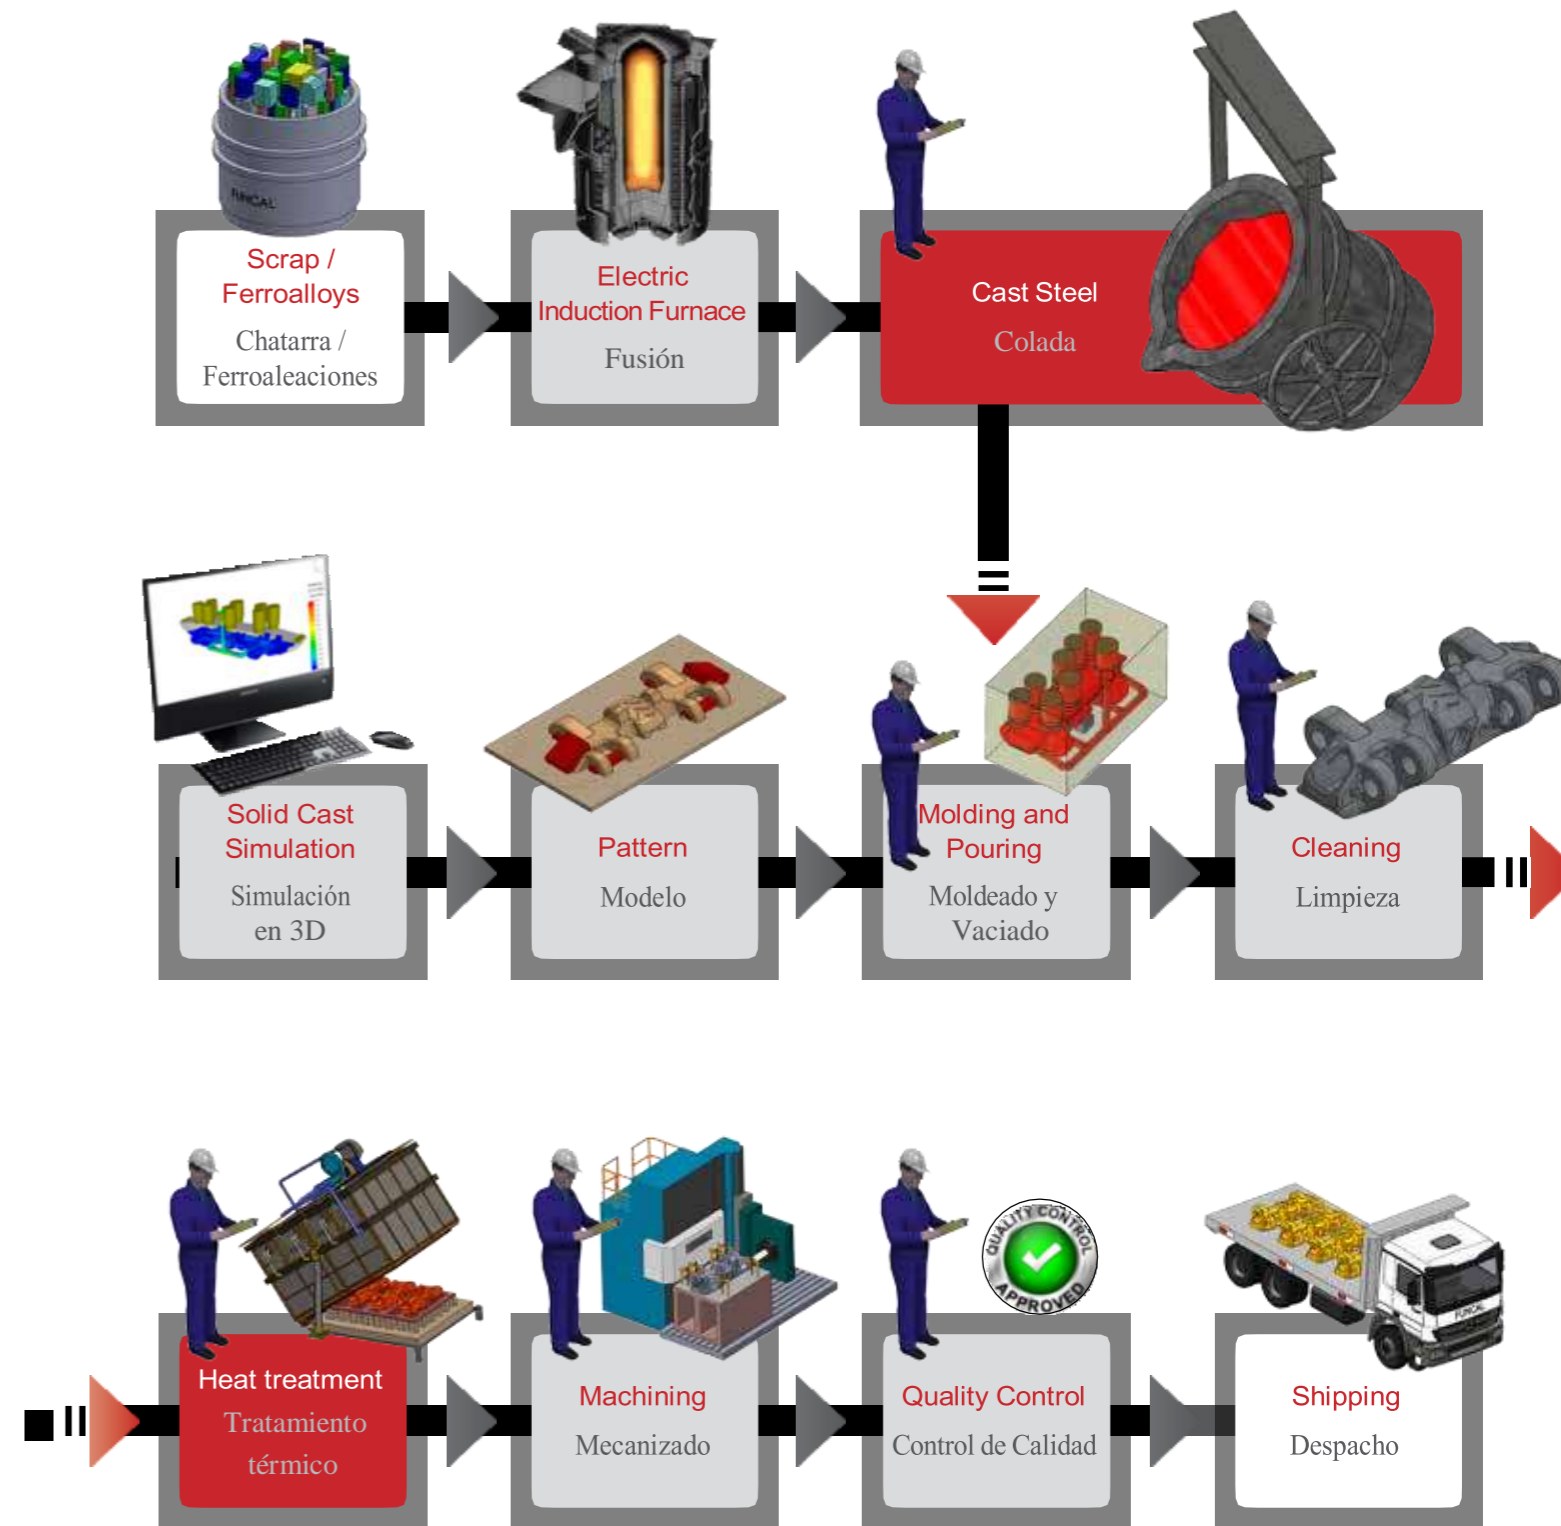 FUNCAL
Scrap /
Ferroalloys
Chatarra /
Ferroaleaciones
Electric
Induction Furnace
Fusión
Cast Steel
Colada
Solid Cast
Simulation
Simulación
en 3D
Pattern
Modelo
Molding and
Pouring
Moldeado y
Vaciado
Cleaning
Limpieza
Heat treatment
Tratamiento
térmico
Machining
Mecanizado
QUALITY CONTROL
APPROVED
Quality Control
Control de Calidad
FUNCAL
Shipping
Despacho